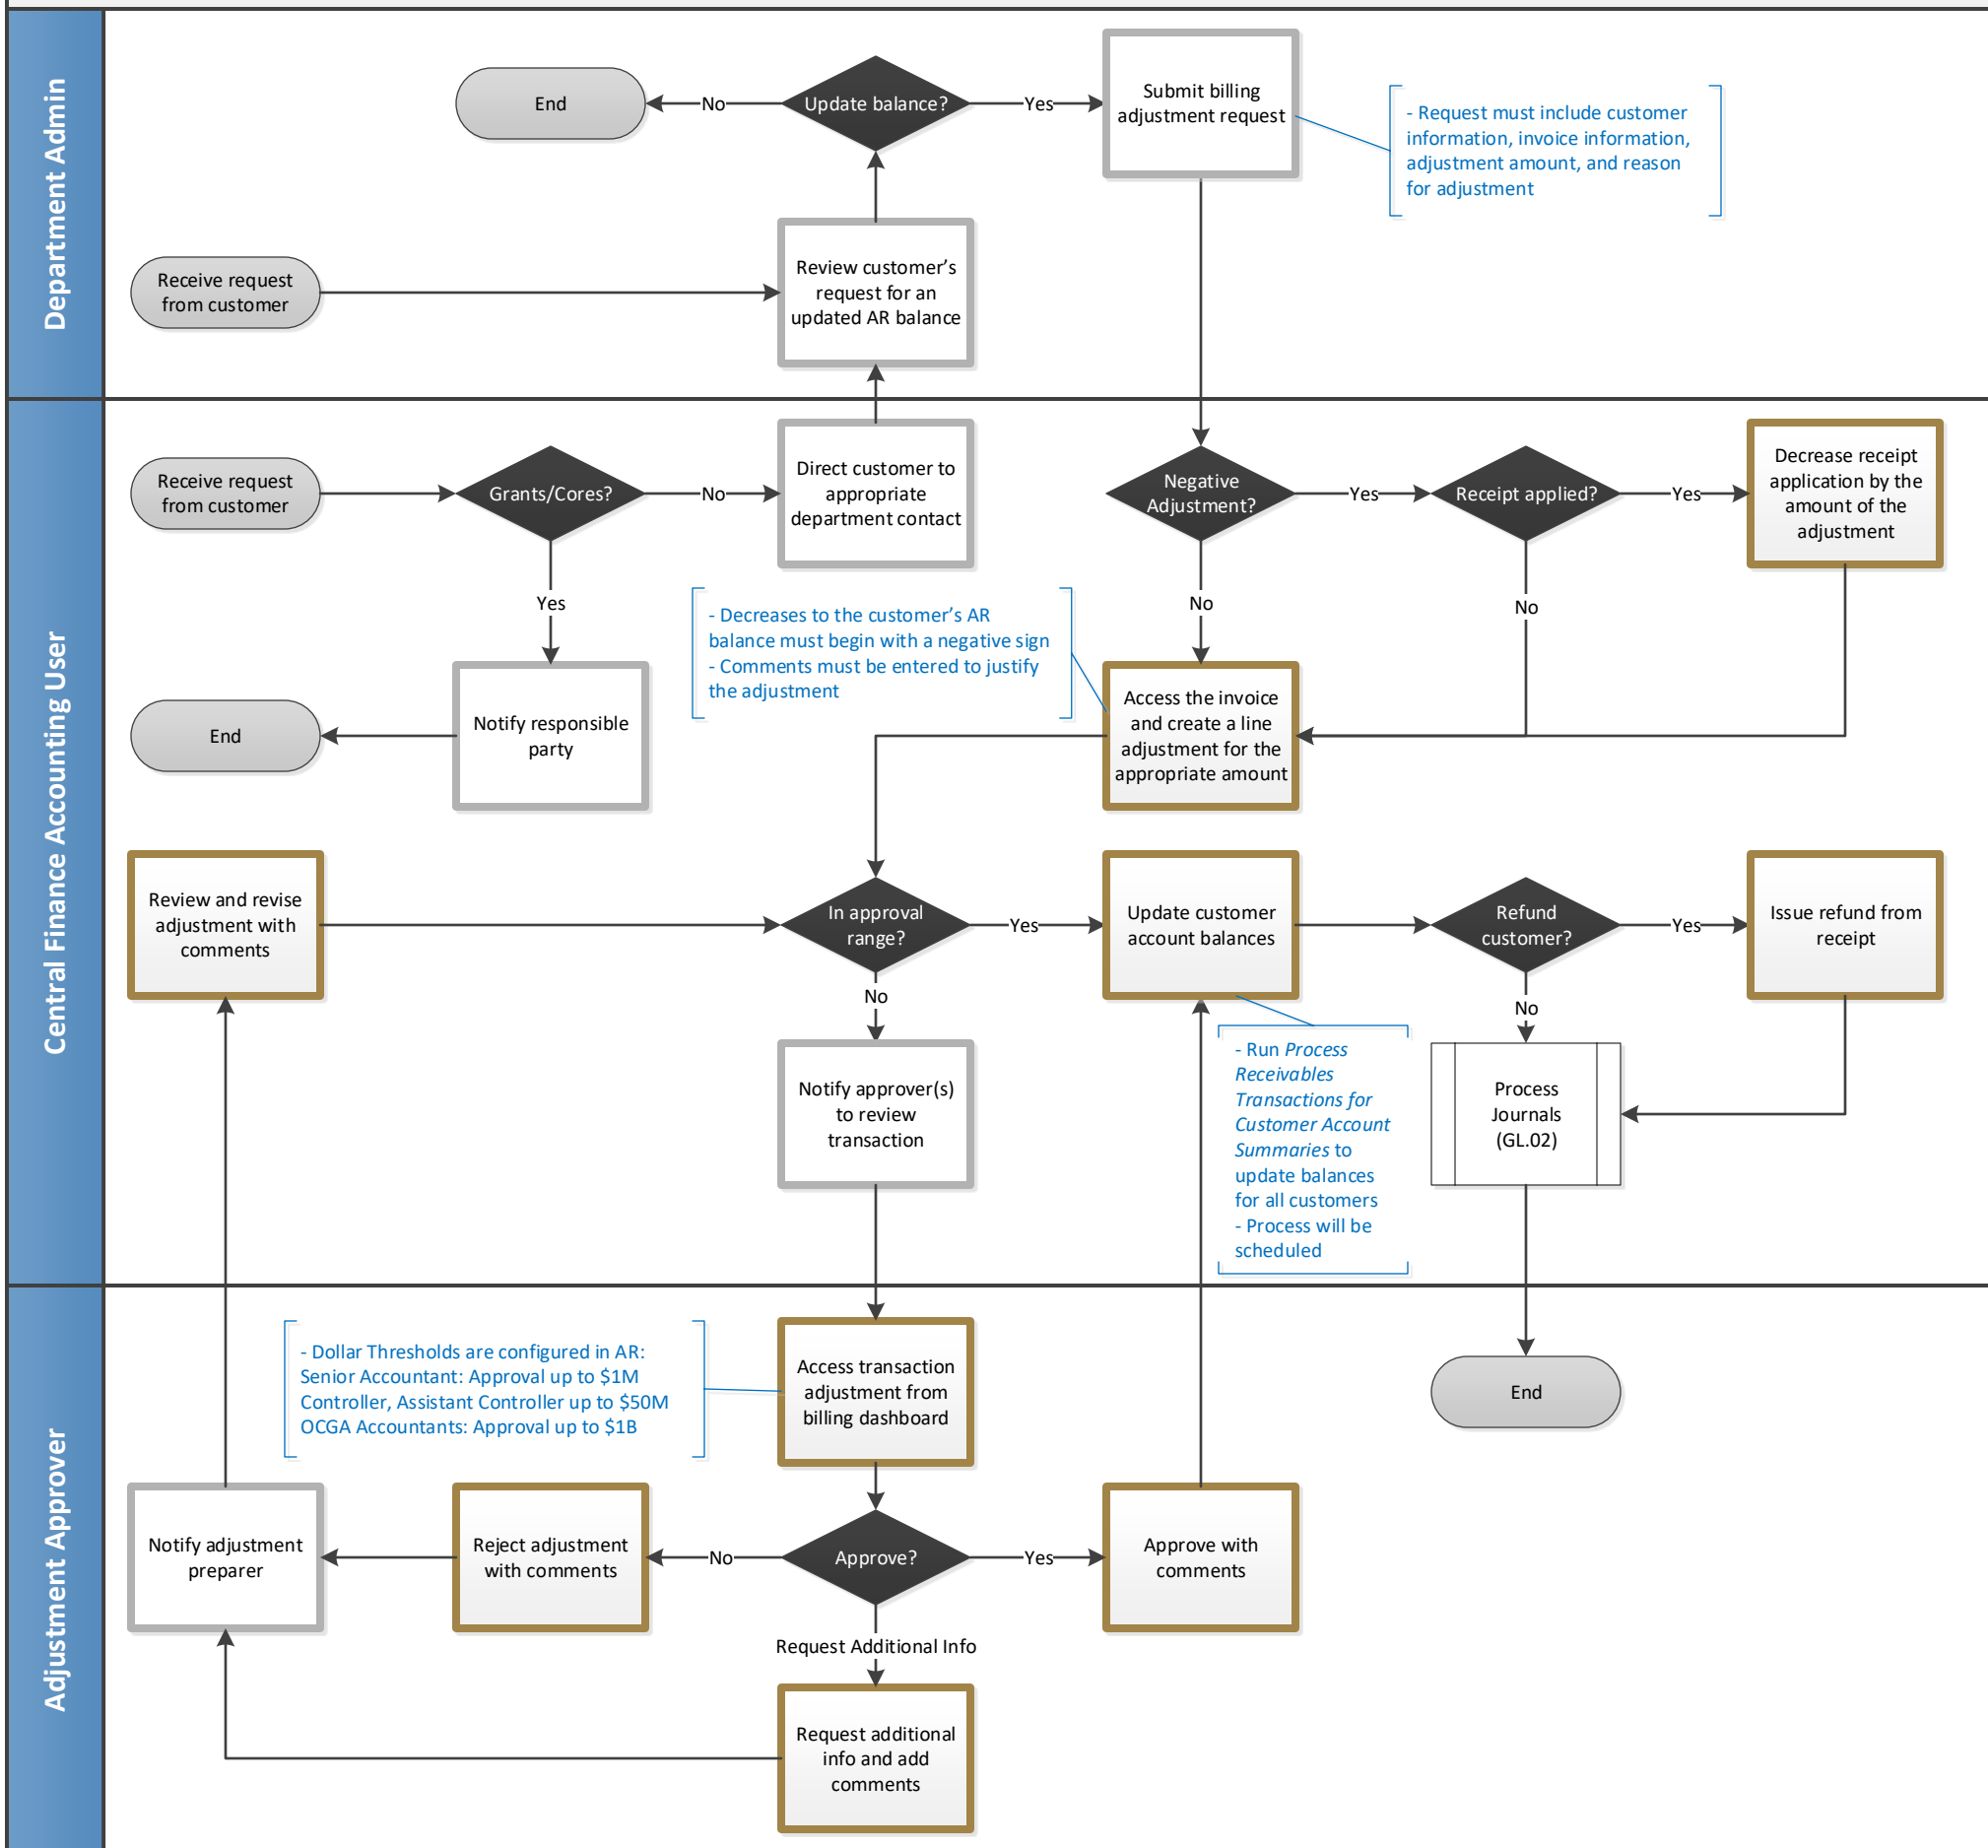 Department Admin
End
No
Update balance?
Yes
Submit billing
adjustment request
- Request must include customer
information, invoice information,
adjustment amount, and reason
for adjustment
Receive request
from customer
Review customer's
request for an
updated AR balance
Central Finance Accounting User
Receive request
from customer
Grants/Cores?
No
Direct customer to
appropriate
department contact
Negative
Adjustment?
Yes
Receipt applied?
Yes
Decrease receipt
application by the
amount of the
adjustment
Yes
No
No
- Decreases to the customer's AR
balance must begin with a negative sign
- Comments must be entered to justify
the adjustment
End
Notify responsible
party
Access the invoice
and create a line
adjustment for the
appropriate amount
Review and revise
adjustment with
comments
In approval
range?
Yes
Update customer
account balances
Refund
customer?
Yes
Issue refund from
receipt
No
No
Notify approver(s)
to review
transaction
- Run Process
Receivables
Transactions for
Customer Account
Summaries to
update balances
for all customers
- Process will be
scheduled
Process
Journals
(GL.02)
Adjustment Approver
- Dollar Thresholds are configured in AR:
Senior Accountant: Approval up to $1M
Controller, Assistant Controller up to $50M
OCGA Accountants: Approval up to $1B
Access transaction
adjustment from
billing dashboard
End
Notify adjustment
preparer
Reject adjustment
with comments
No
Approve?
Yes
Approve with
comments
Request Additional Info
Request additional
info and add
comments